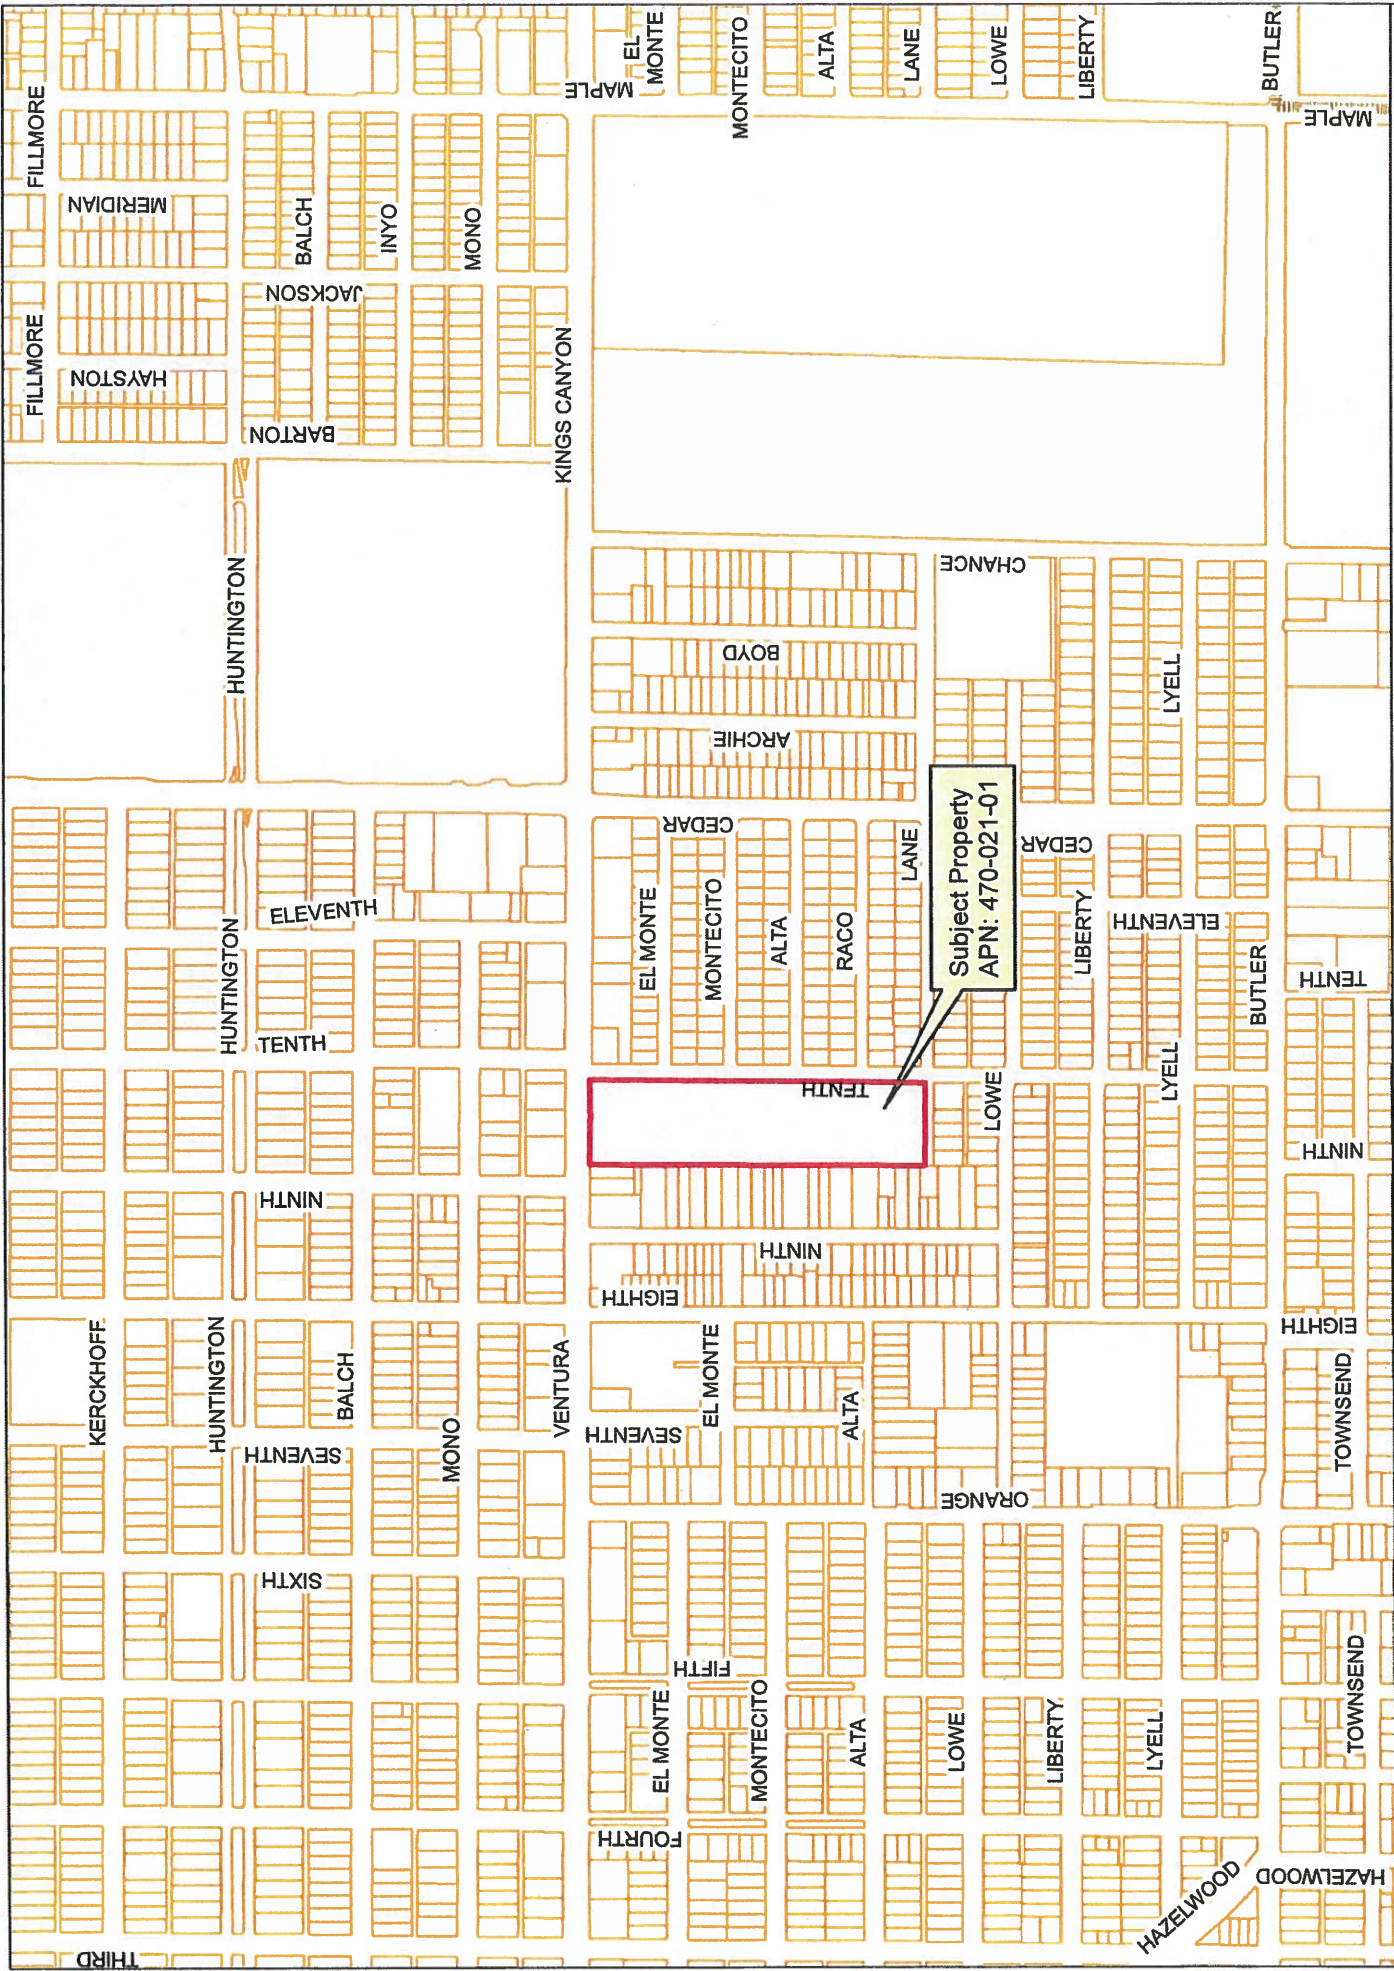 FILLMORE
FILLMORE
MERIDIAN
HAYSTON
BALCH
INYO
MONO
JACKSON
BARTON
KINGS CANYON
MAPLE
EL
MONTE
MONTECITO
ALTA
LANE
LOWE
LIBERTY
BUTLER
MAPLE
HUNTINGTON
CHANCE
BOYD
ARCHIE
LYELL
CEDAR
CEDAR
Subject Property
APN: 470-021-01
HUNTINGTON
ELEVENTH
TENTH
EL MONTE
MONTECITO
ALTA
RACO
LANE
LIBERTY
ELEVENTH
BUTLER
TENTH
TENTH
LOWE
LYELL
NINTH
NINTH
NINTH
EIGHTH
EIGHTH
KERCKHOFF
HUNTINGTON
BALCH
VENTURA
EL MONTE
SEVENTH
MONO
SEVENTH
ALTA
ORANGE
TOWNSEND
SIXTH
FIFTH
EL MONTE
MONTECITO
ALTA
LOWE
LIBERTY
LYELL
TOWNSEND
FOURTH
HAZELWOOD
HAZELWOOD
THIRD